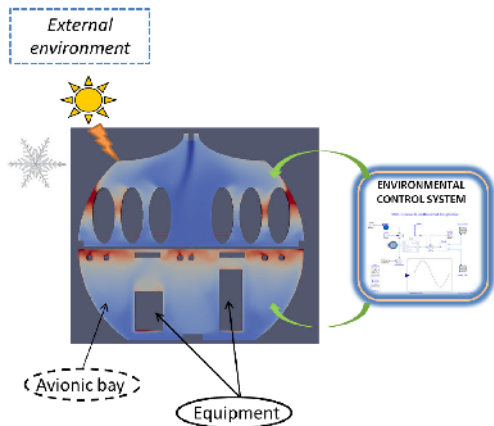 External
environment
ENVIRONMENTAL
CONTROL SYSTEM
Avionic bay
Equipment